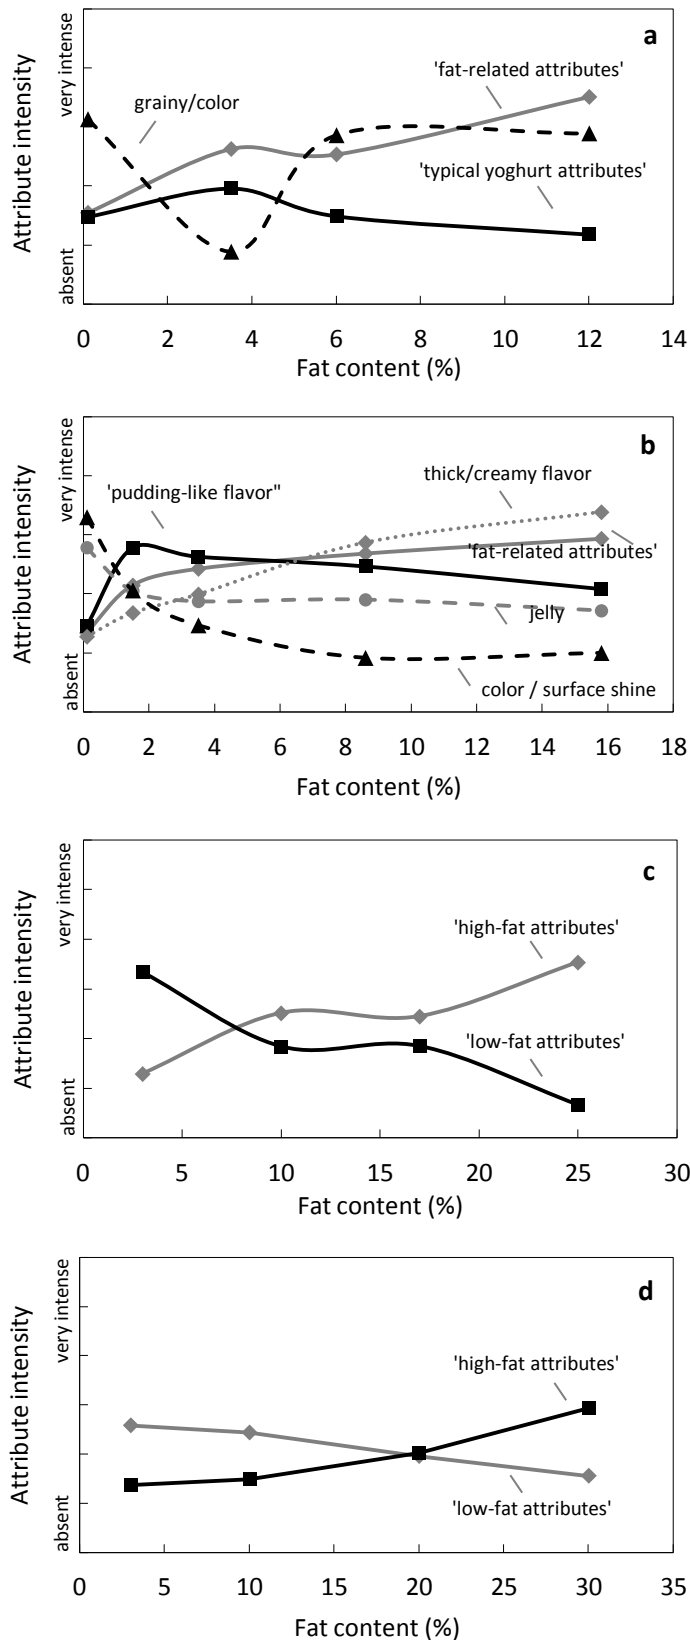 a
very intense
'fat-related attributes'
grainy/color
'typical yoghurt attributes'
Attribute intensity
absent
0 2 4 6 8 10 12 14
Fat content (%)
b
very intense
thick/creamy flavor
'pudding-like flavor"
'fat-related attributes'
Attribute intensity
jelly
absent
color / surface shine
0 2 4 6 8 10 12 14 16 18
Fat content (%)
c
very intense
'high-fat attributes'
Attribute intensity
'low-fat attributes'
absent
0 5 10 15 20 25 30
Fat content (%)
d
very intense
'high-fat attributes'
Attribute intensity
'low-fat attributes'
absent
0 5 10 15 20 25 30 35
Fat content (%)